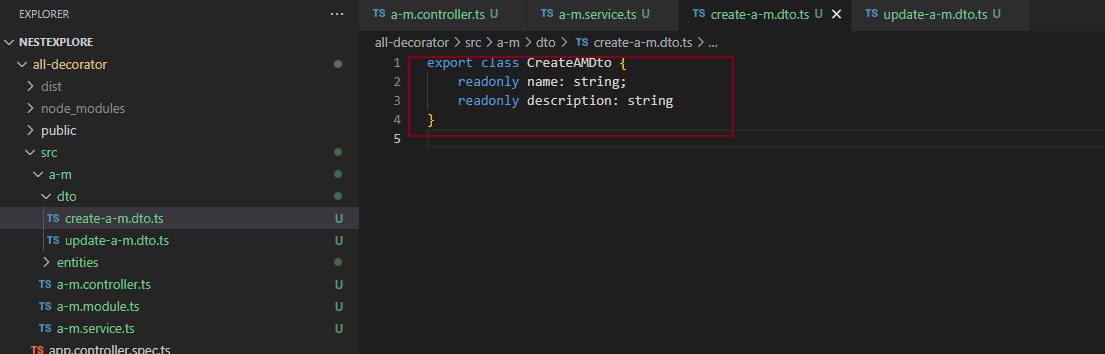 EXPLORER ...
NESTEXPLORE
all-decorator
dist
node_modules
public
src
a-m
dto
TS create-a-m.dto.ts U
TS update-a-m.dto.ts U
entities
TS a-m.controller.ts U
TS a-m.module.ts U
TS a-m.service.ts U
TS app.controller.spec.ts
TS a-m.controller.ts U
TS a-m.service.ts U
TS create-a-m.dto.ts U
TS update-a-m.dto.ts U
all-decorator > src > a-m > dto > TS create-a-m.dto.ts > ...
1 export class CreateAMDto {
2 readonly name: string;
3 readonly description: string
4 }
5